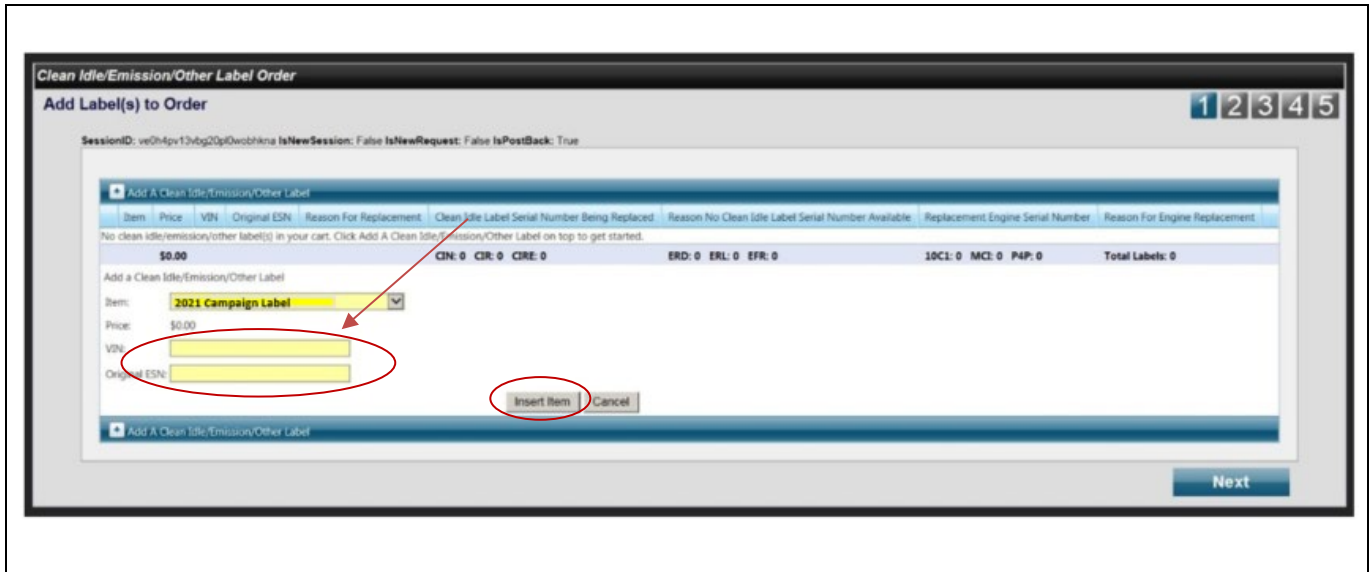 Clean Idle/Emission/Other Label Order
Add Label(s) to Order
1 2 3 4 5
SessionID: ve0h4pv13vbg20pl0wobhkna IsNewSession: False IsNewRequest: False IsPostBack: True
Add A Clean Idle/Emission/Other Label
Item Price VIN Original ESN Reason For Replacement Clean Idle Label Serial Number Being Replaced Reason No Clean Idle Label Serial Number Available Replacement Engine Serial Number Reason For Engine Replacement
No clean idle/emission/other label(s) in your cart. Click Add A Clean Idle/Emission/Other Label on top to get started.
$0.00 CIN: 0 CIR: 0 CIRE: 0 ERD: 0 ERL: 0 EFR: 0 10C1: 0 MCI: 0 P4P: 0 Total Labels: 0
Add a Clean Idle/Emission/Other Label
Item: 2021 Campaign Label
Price: $0.00
VIN:
Original ESN:
Insert Item Cancel
Add A Clean Idle/Emission/Other Label
Next